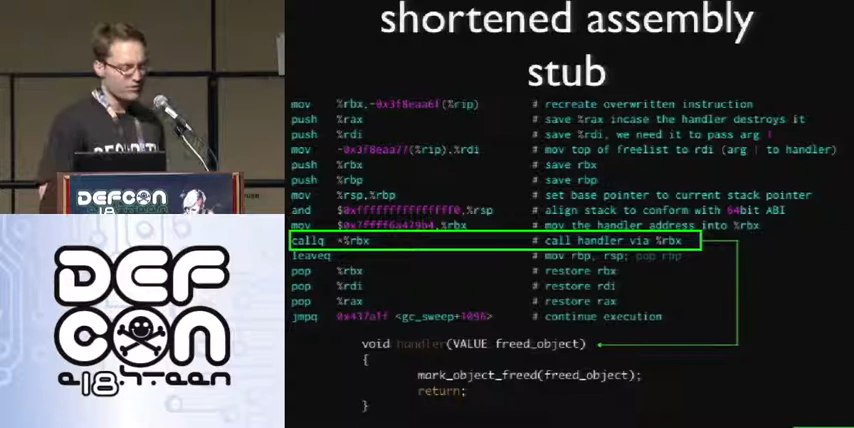 shortened assembly
stub
mov %rbx,-0x3f8eaa6f(%rip) # recreate overwritten instruction
push %rax # save %rax incase the handler destroys it
push %rdi # save %rdi, we need it to pass arg 1
mov -0x3f8eaa77(%rip),%rdi # mov top of freelist to rdi (arg 1 to handler)
push %rbx # save rbx
push %rbp # save rbp
mov %rsp,%rbp # set base pointer to current stack pointer
and $0xfffffffffffffff0,%rsp # align stack to conform with 64bit ABI
mov $0x7ffff6a479b4,%rbx # mov the handler address into %rbx
callq *%rbx # call handler via %rbx
leaveq # mov rbp, rsp; pop rbp
pop %rbx # restore rbx
pop %rdi # restore rdi
pop %rax # restore rax
jmpq 0x437a1f <gc_sweep+1096> # continue execution
void handler(VALUE freed_object)
{
mark_object_freed(freed_object);
return;
}
DEFCON
DEF
CON
e18hteen